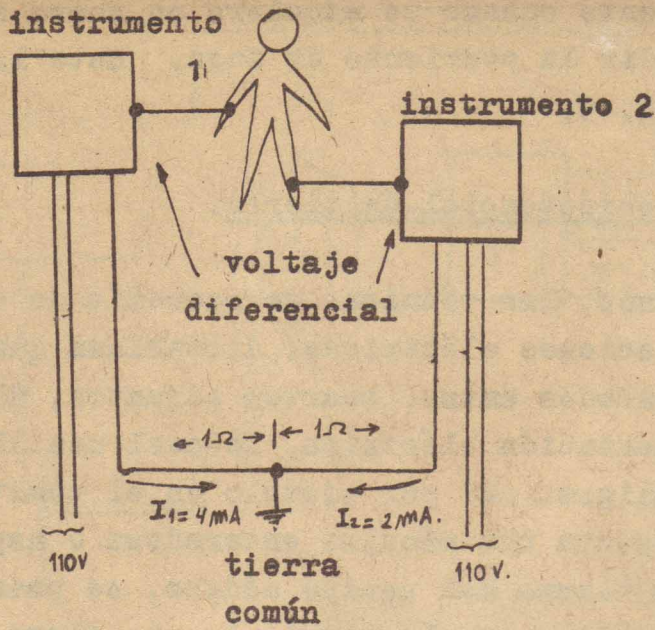 instrumento
1
instrumento 2
voltaje
diferencial
1Ω 1Ω
I₁=4mA I₂=2MA.
110V 110V.
tierra
común